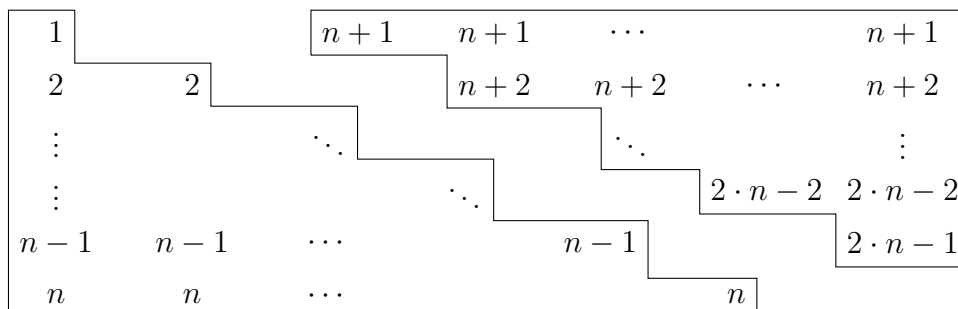 1 n + 1 n + 1 ⋯ n + 1
2 2 n + 2 n + 2 ⋯ n + 2
⋮ ⋱ ⋱ ⋮
⋮ ⋱ 2 · n − 2 2 · n − 2
n − 1 n − 1 ⋯ n − 1 2 · n − 1
n n ⋯ n